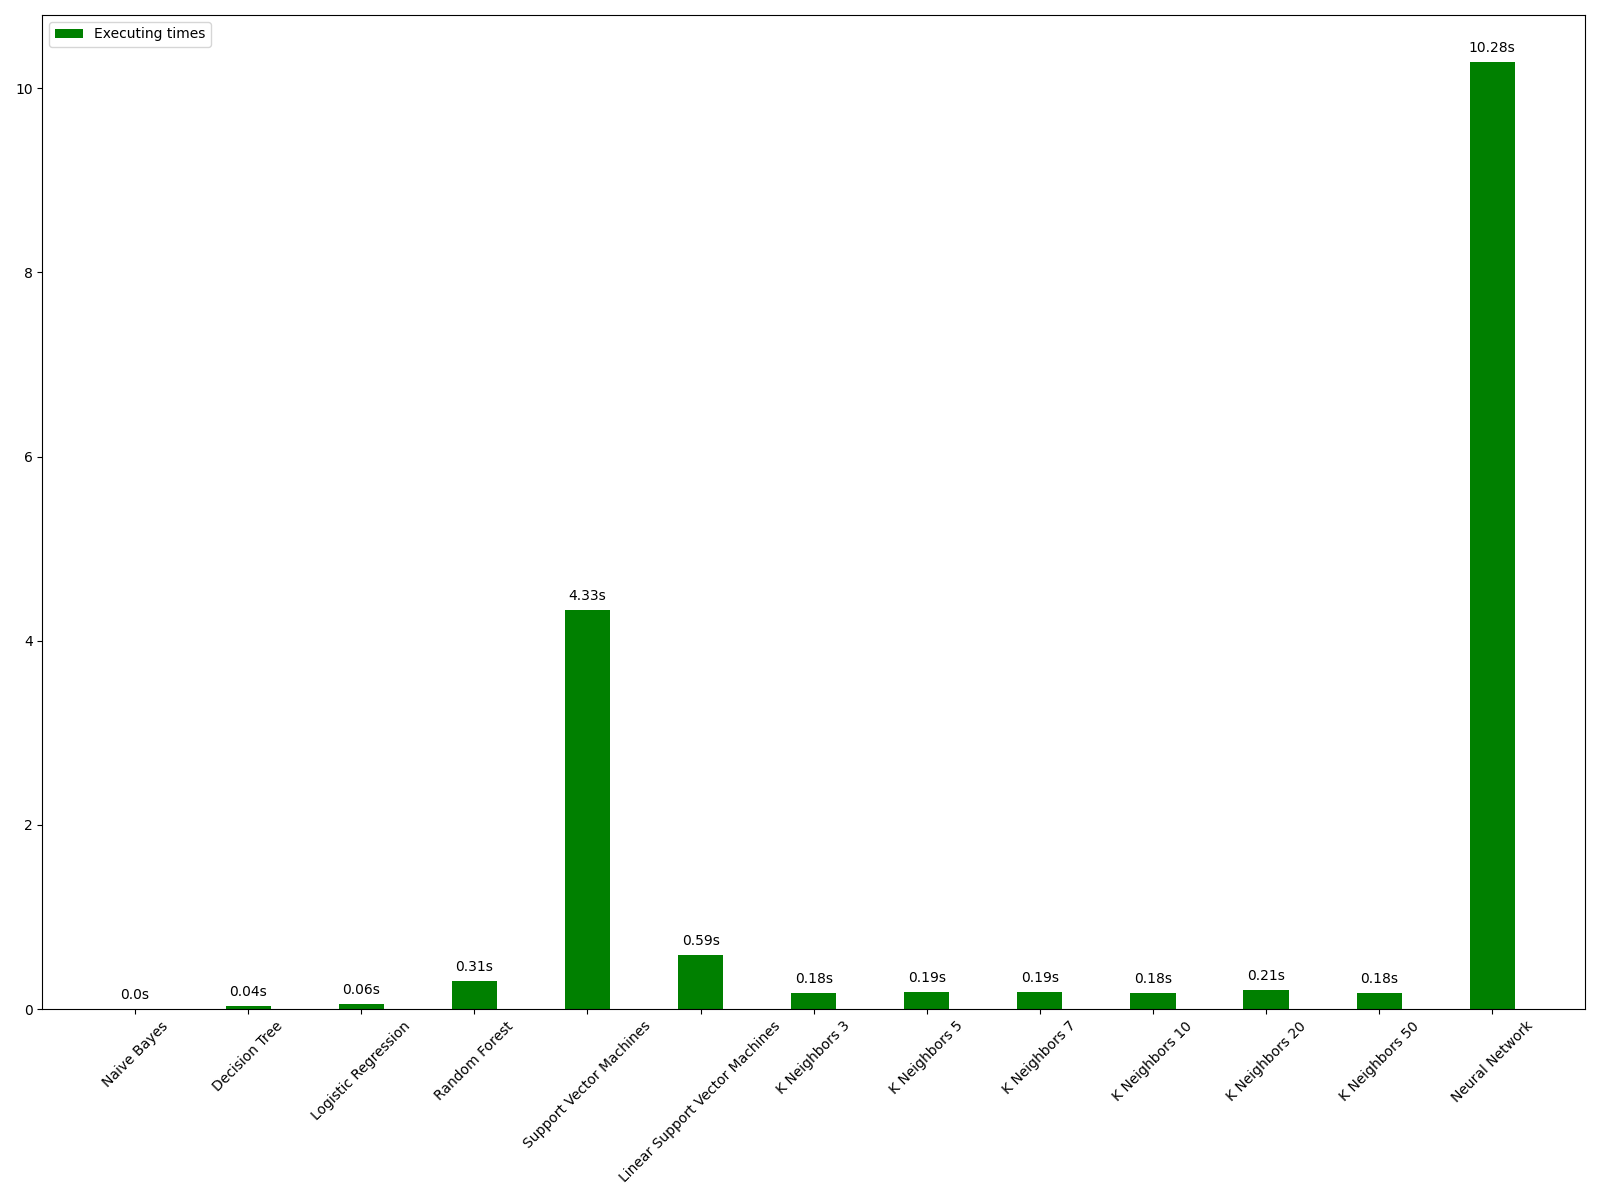 Executing times
10.28s
10
8
6
4.33s
4
2
0.59s
0.31s
0.21s
0.19s
0.19s
0.18s
0.18s
0.18s
0.06s
0.04s
0.0s
0
Naive Bayes
Decision Tree
Logistic Regression
Random Forest
Support Vector Machines
Linear Support Vector Machines
K Neighbors 3
K Neighbors 5
K Neighbors 7
K Neighbors 10
K Neighbors 20
K Neighbors 50
Neural Network